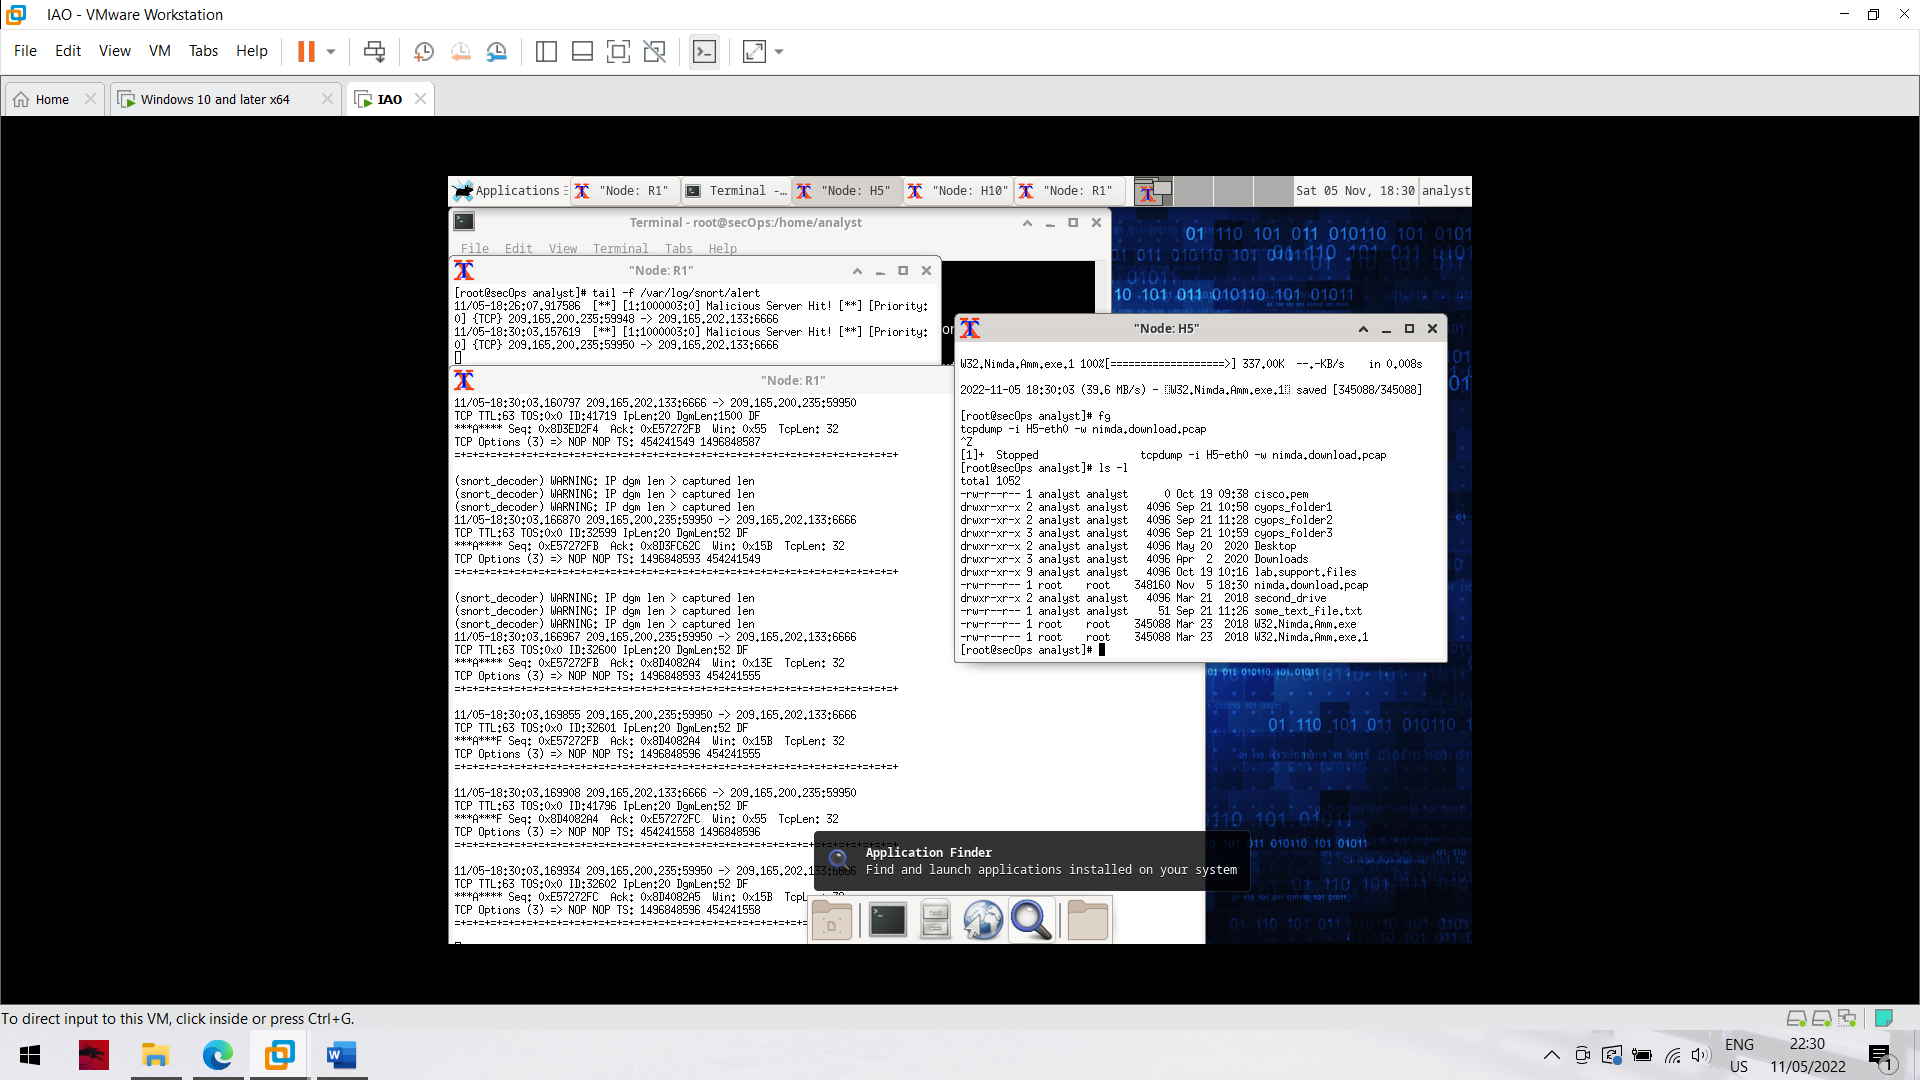 IAO - VMware Workstation
File Edit View VM Tabs Help
Home
Windows 10 and later x64
IAO
Applications
"Node: R1"
Terminal -...
"Node: H5"
"Node: H10"
"Node: R1"
Sat 05 Nov, 18:30
analyst
Terminal - root@secOps:/home/analyst
File Edit View Terminal Tabs Help
"Node: R1"
[root@secOps analyst]# tail -f /var/log/snort/alert
11/05-18:26:07.917586  [**] [1:1000003:0] Malicious Server Hit! [**] [Priority:
0] {TCP} 209.165.200.235:59948 -> 209.165.202.133:6666
11/05-18:30:03.157619  [**] [1:1000003:0] Malicious Server Hit! [**] [Priority:
0] {TCP} 209.165.200.235:59950 -> 209.165.202.133:6666
"Node: R1"
11/05-18:30:03.160797 209.165.202.133:6666 -> 209.165.200.235:59950
TCP TTL:63 TOS:0x0 ID:41719 IpLen:20 DgmLen:1500 DF
***A**** Seq: 0x8D3ED2F4  Ack: 0xE57272FB  Win: 0x55  TcpLen: 32
TCP Options (3) => NOP NOP TS: 454241549 1496848587
=+=+=+=+=+=+=+=+=+=+=+=+=+=+=+=+=+=+=+=+=+=+=+=+=+=+=+=+=+=+=+=+=+=+=+=+=+
(snort_decoder) WARNING: IP dgm len > captured len
(snort_decoder) WARNING: IP dgm len > captured len
(snort_decoder) WARNING: IP dgm len > captured len
11/05-18:30:03.166870 209.165.200.235:59950 -> 209.165.202.133:6666
TCP TTL:63 TOS:0x0 ID:32599 IpLen:20 DgmLen:52 DF
***A**** Seq: 0xE57272FB  Ack: 0x8D3FC62C  Win: 0x15B  TcpLen: 32
TCP Options (3) => NOP NOP TS: 1496848593 454241549
=+=+=+=+=+=+=+=+=+=+=+=+=+=+=+=+=+=+=+=+=+=+=+=+=+=+=+=+=+=+=+=+=+=+=+=+=+
(snort_decoder) WARNING: IP dgm len > captured len
(snort_decoder) WARNING: IP dgm len > captured len
(snort_decoder) WARNING: IP dgm len > captured len
11/05-18:30:03.166967 209.165.200.235:59950 -> 209.165.202.133:6666
TCP TTL:63 TOS:0x0 ID:32600 IpLen:20 DgmLen:52 DF
***A**** Seq: 0xE57272FB  Ack: 0x8D4082A4  Win: 0x13E  TcpLen: 32
TCP Options (3) => NOP NOP TS: 1496848593 454241555
=+=+=+=+=+=+=+=+=+=+=+=+=+=+=+=+=+=+=+=+=+=+=+=+=+=+=+=+=+=+=+=+=+=+=+=+=+
11/05-18:30:03.169855 209.165.200.235:59950 -> 209.165.202.133:6666
TCP TTL:63 TOS:0x0 ID:32601 IpLen:20 DgmLen:52 DF
***A***F Seq: 0xE57272FB  Ack: 0x8D4082A4  Win: 0x15B  TcpLen: 32
TCP Options (3) => NOP NOP TS: 1496848596 454241555
=+=+=+=+=+=+=+=+=+=+=+=+=+=+=+=+=+=+=+=+=+=+=+=+=+=+=+=+=+=+=+=+=+=+=+=+=+
11/05-18:30:03.169908 209.165.202.133:6666 -> 209.165.200.235:59950
TCP TTL:63 TOS:0x0 ID:41796 IpLen:20 DgmLen:52 DF
***A***F Seq: 0x8D4082A4  Ack: 0xE57272FC  Win: 0x55  TcpLen: 32
TCP Options (3) => NOP NOP TS: 454241558 1496848596
11/05-18:30:03.169934 209.165.200.235:59950 -> 209.165.202.133:6666
TCP TTL:63 TOS:0x0 ID:32602 IpLen:20 DgmLen:52 DF
***A**** Seq: 0xE57272FC  Ack: 0x8D4082A5  Win: 0x15B
TCP Options (3) => NOP NOP TS: 1496848596 454241558
"Node: H5"
W32.Nimda.Amm.exe.1 100%[===================>] 337.00K  --.-KB/s    in 0.008s
2022-11-05 18:30:03 (39.6 MB/s) - W32.Nimda.Amm.exe.1 saved [345088/345088]
[root@secOps analyst]# fg
tcpdump -i H5-eth0 -w nimda.download.pcap
^Z
[1]+  Stopped                 tcpdump -i H5-eth0 -w nimda.download.pcap
[root@secOps analyst]# ls -l
total 1052
-rw-r--r-- 1 analyst analyst      0 Oct 19 09:38 cisco.pem
drwxr-xr-x 2 analyst analyst   4096 Sep 21 10:58 cyops_folder1
drwxr-xr-x 2 analyst analyst   4096 Sep 21 11:28 cyops_folder2
drwxr-xr-x 3 analyst analyst   4096 Sep 21 10:59 cyops_folder3
drwxr-xr-x 2 analyst analyst   4096 May 20  2020 Desktop
drwxr-xr-x 3 analyst analyst   4096 Apr  2  2020 Downloads
drwxr-xr-x 9 analyst analyst   4096 Oct 19 10:16 lab.support.files
-rw-r--r-- 1 root    root    348160 Nov  5 18:30 nimda.download.pcap
drwxr-xr-x 2 analyst analyst   4096 Mar 21  2018 second_drive
-rw-r--r-- 1 analyst analyst     51 Sep 21 11:26 some_text_file.txt
-rw-r--r-- 1 root    root    345088 Mar 23  2018 W32.Nimda.Amm.exe
-rw-r--r-- 1 root    root    345088 Mar 23  2018 W32.Nimda.Amm.exe.1
[root@secOps analyst]#
Application Finder
Find and launch applications installed on your system
To direct input to this VM, click inside or press Ctrl+G.
ENG
US
22:30
11/05/2022
1